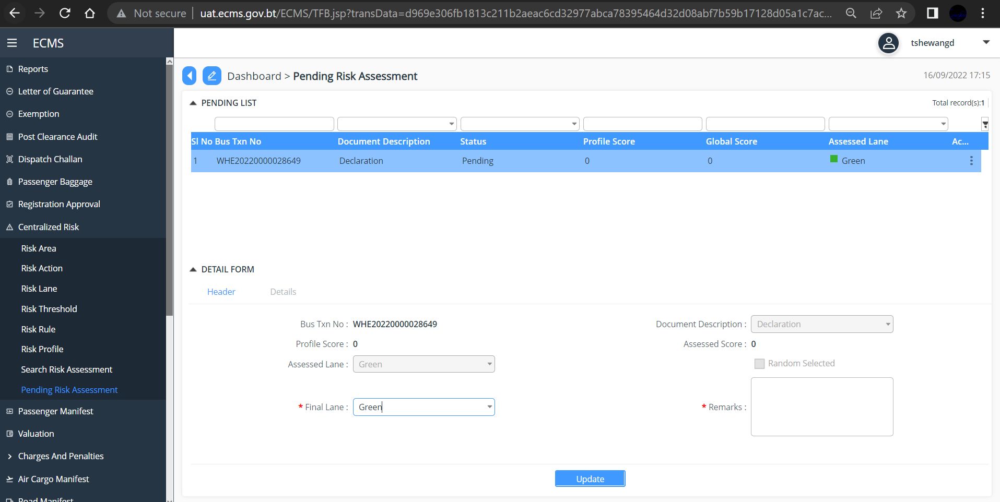 Not secure
uat.ecms.gov.bt/ECMS/TFB.jsp?transData=d969e306fb1813c211b2aeac6cd32977abca78395464d32d08abf7b59b17128d05a1c7ac...
ECMS
tshewangd
Reports
Letter of Guarantee
Exemption
Post Clearance Audit
Dispatch Challan
Passenger Baggage
Registration Approval
Centralized Risk
Risk Area
Risk Action
Risk Lane
Risk Threshold
Risk Rule
Risk Profile
Search Risk Assessment
Pending Risk Assessment
Passenger Manifest
Valuation
Charges And Penalties
Air Cargo Manifest
Road Manifest
Dashboard > Pending Risk Assessment
16/09/2022 17:15
PENDING LIST
Total record(s):1
Sl No Bus Txn No Document Description Status Profile Score Global Score Assessed Lane Ac...
1 WHE20220000028649 Declaration Pending 0 0 Green
DETAIL FORM
Header Details
Bus Txn No : WHE20220000028649
Document Description : Declaration
Profile Score : 0
Assessed Score : 0
Assessed Lane : Green
Random Selected
* Final Lane : Green
* Remarks :
Update